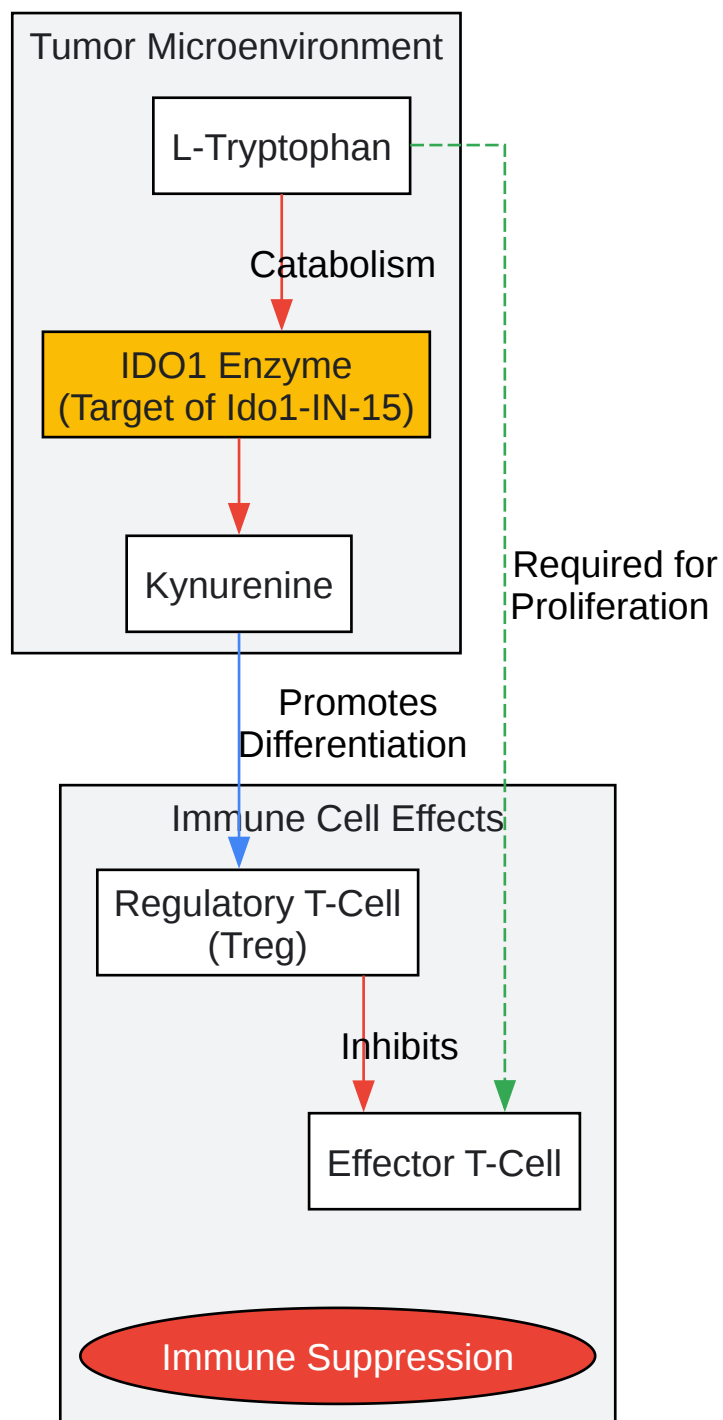 Tumor Microenvironment
L-Tryptophan
Catabolism
IDO1 Enzyme
(Target of Ido1-IN-15)
Kynurenine
Required for
Proliferation
Promotes
Differentiation
Immune Cell Effects
Regulatory T-Cell
(Treg)
Inhibits
Effector T-Cell
Immune Suppression